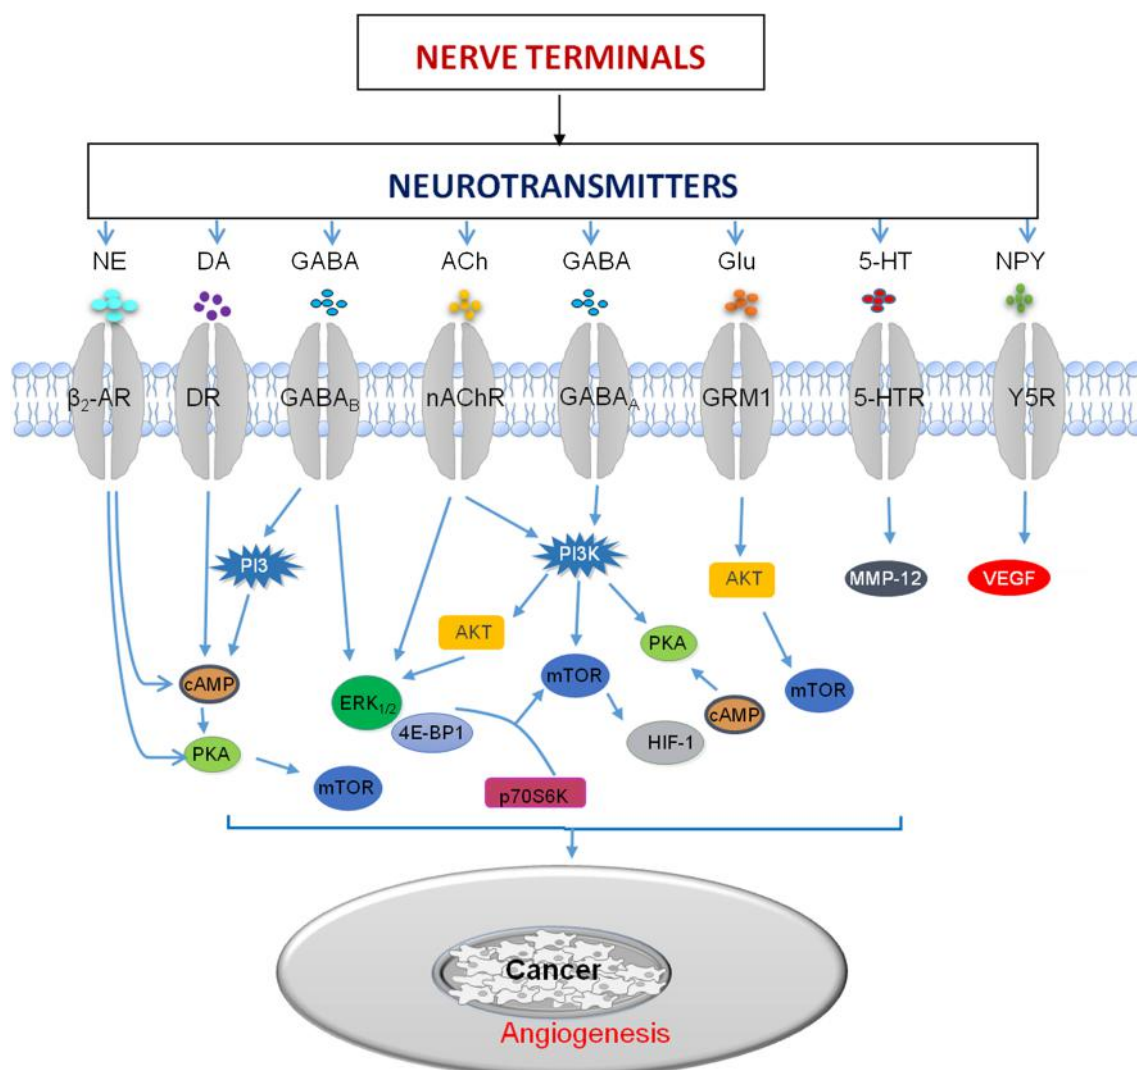 NERVE TERMINALS
NEUROTRANSMITTERS
NE DA GABA ACh GABA Glu 5-HT NPY
β₂-AR DR GABA_B nAChR GABA_A GRM1 5-HTR Y5R
PI3 PI3K AKT MMP-12 VEGF
AKT PKA
cAMP ERK₁/₂ mTOR mTOR
cAMP
4E-BP1 HIF-1
PKA
mTOR p70S6K
Cancer
Angiogenesis